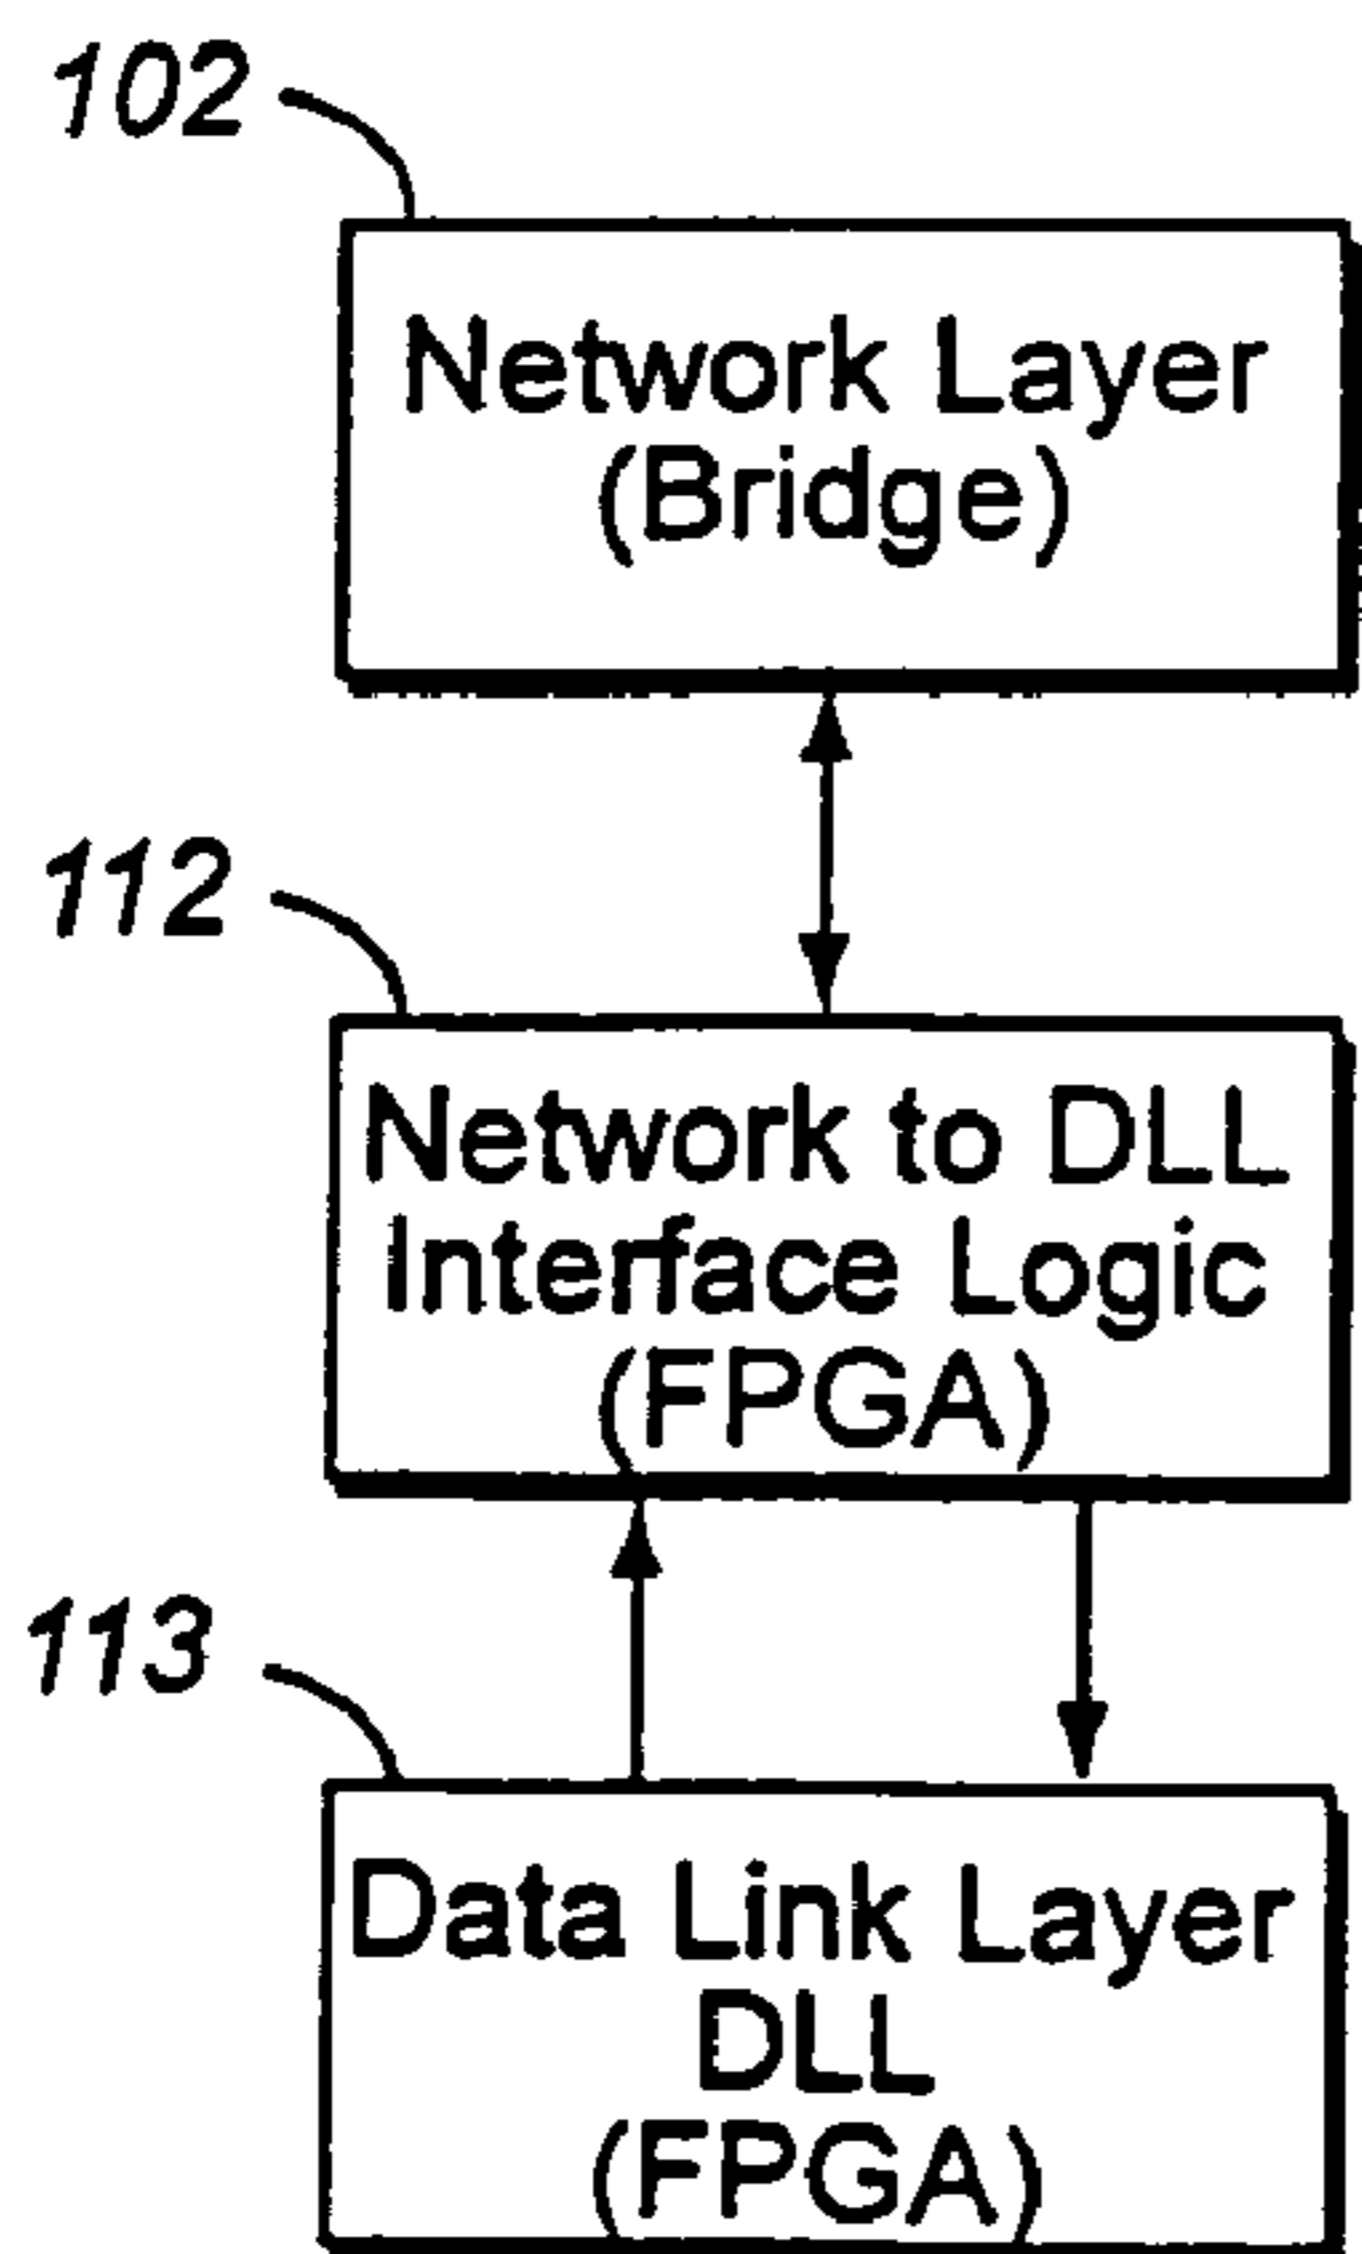 102
Network Layer
(Bridge)
112
Network to DLL
Interface Logic
(FPGA)
113
Data Link Layer
DLL
(FPGA)